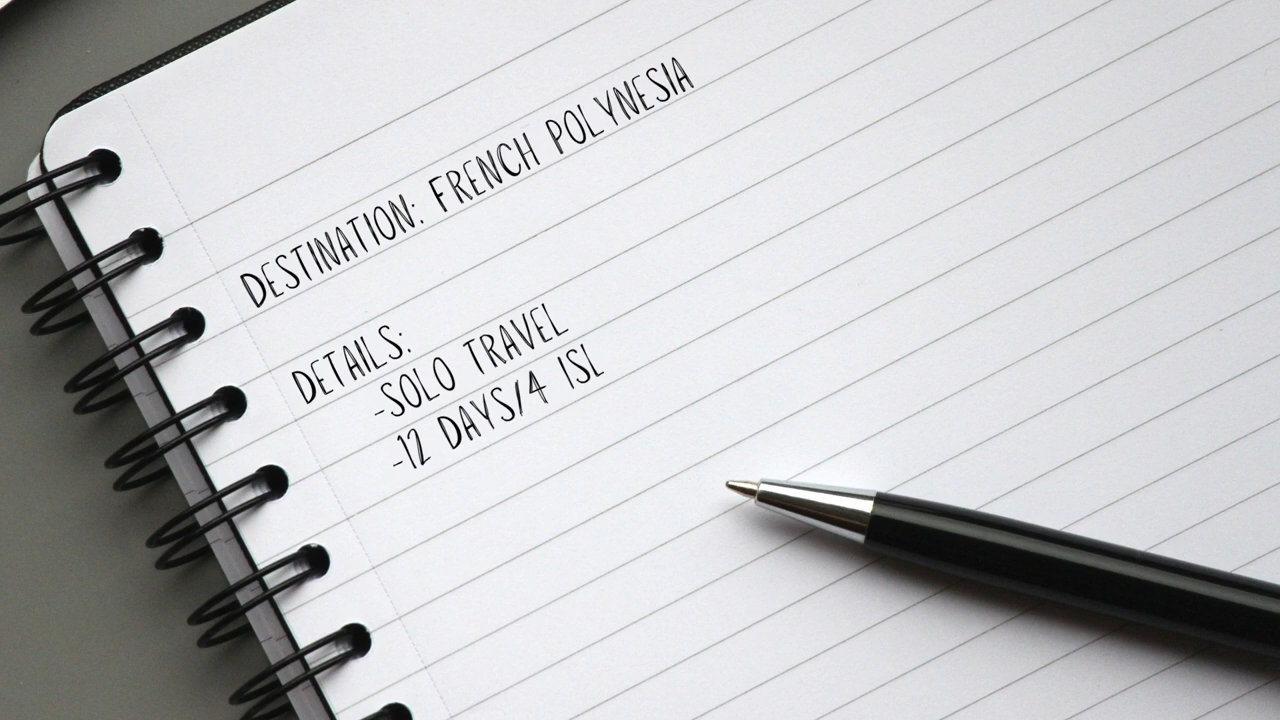 DESTINATION: FRENCH POLYNESIA
DETAILS:
-SOLO TRAVEL
-12 DAYS/4 ISL